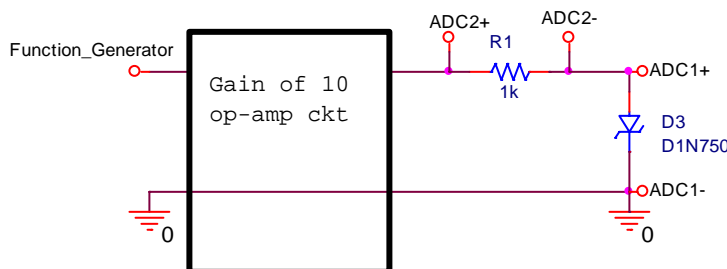 ADC2+
ADC2-
Function_Generator
R1
ADC1+
Gain of 10
op-amp ckt
1k
D3
D1N750
ADC1-
0
0